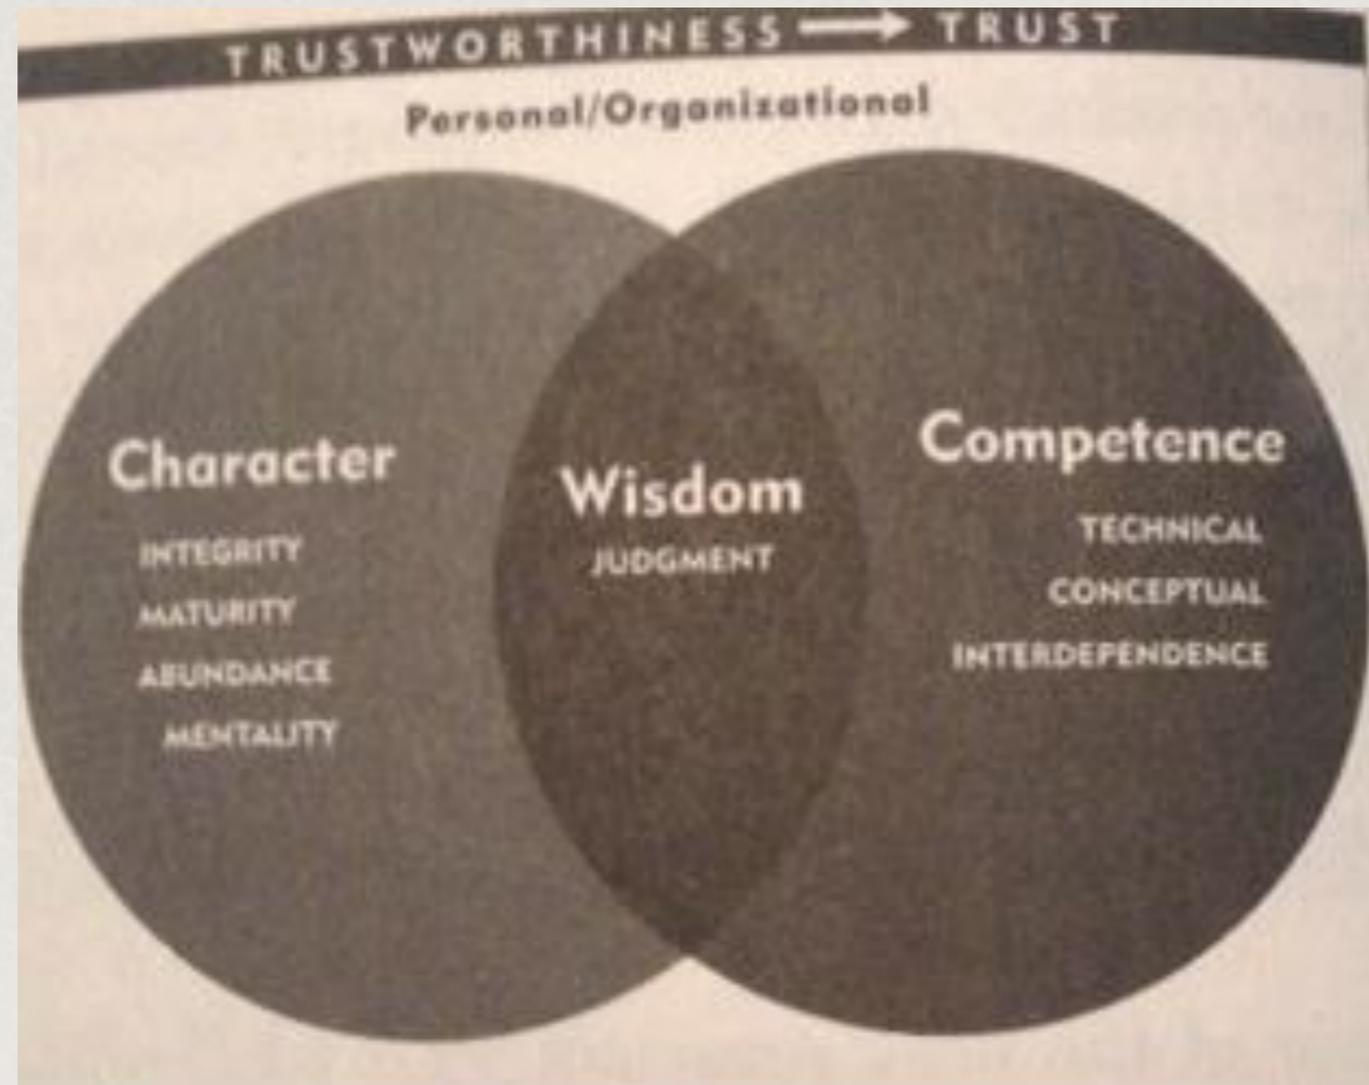 TRUSTWORTHINESS → TRUST
Personal/Organizational
Character
INTEGRITY
MATURITY
ABUNDANCE
MENTALITY
Wisdom
JUDGMENT
Competence
TECHNICAL
CONCEPTUAL
INTERDEPENDENCE